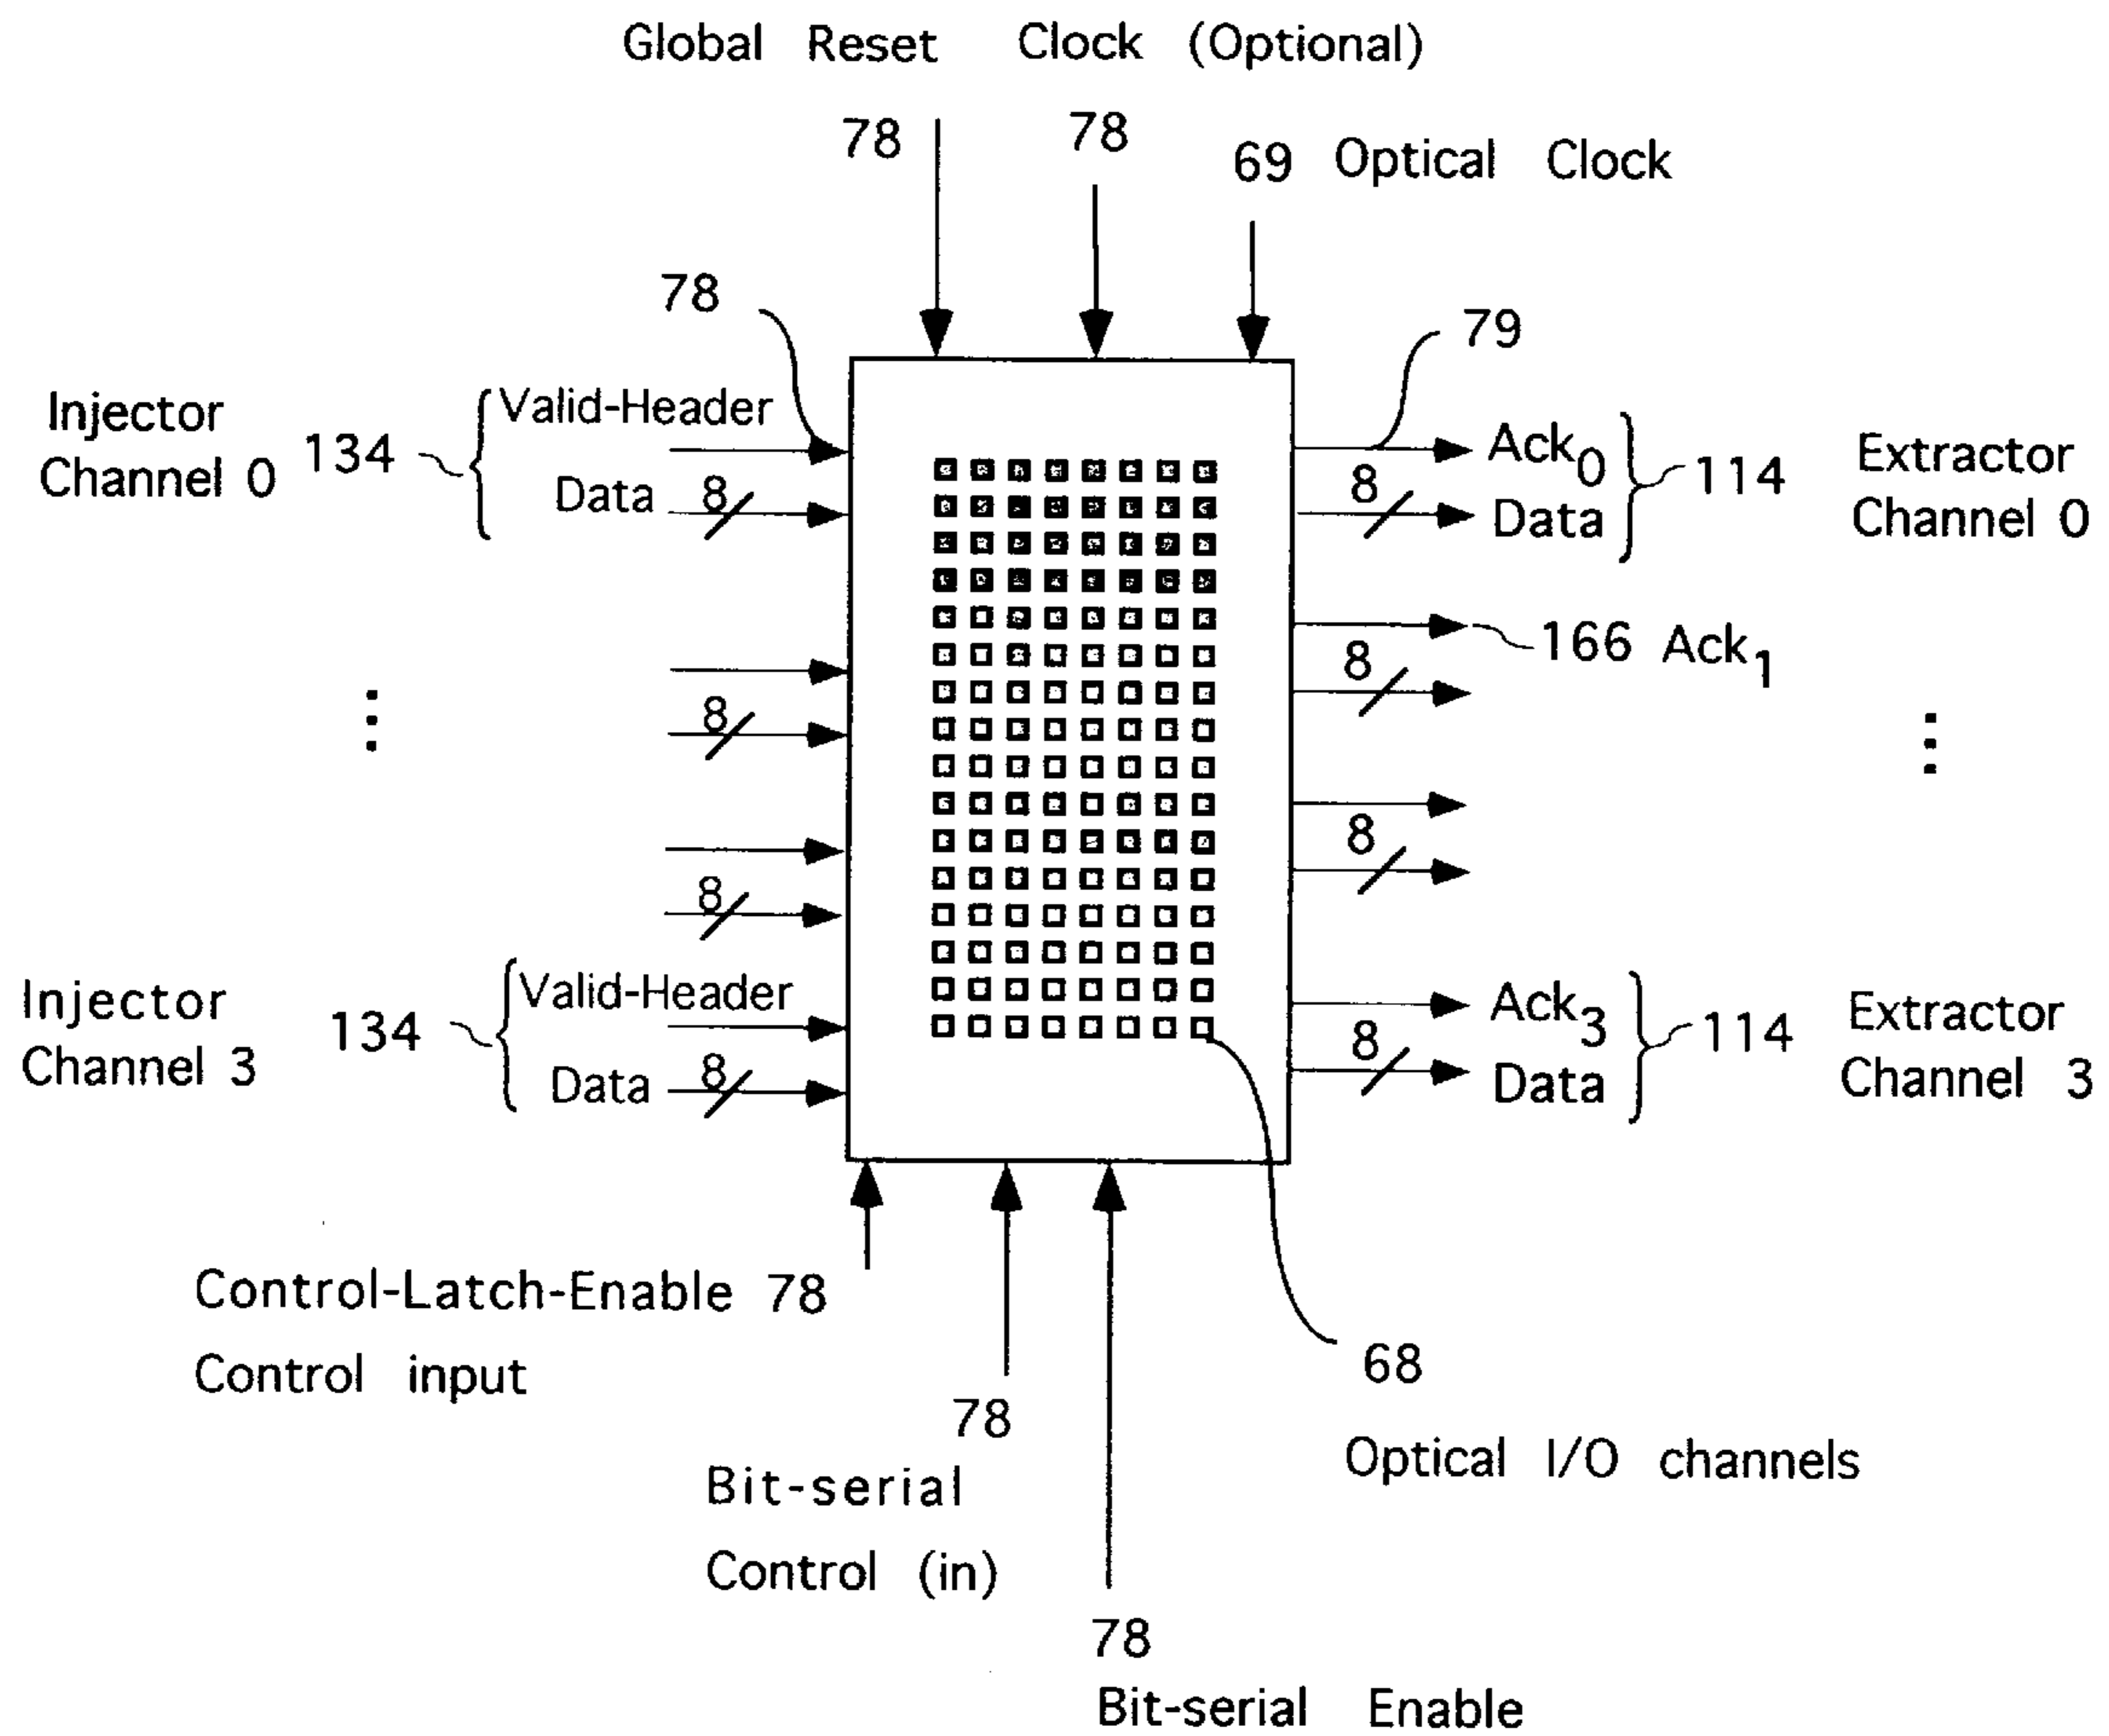 Global Reset Clock (Optional)
78 78
69 Optical Clock
78
79
Injector
Channel 0
134
Valid-Header
Data
8
Ack0
8
Data
114
Extractor
Channel 0
166 Ack1
8
8
8
8
Injector
Channel 3
134
Valid-Header
Data
8
Ack3
8
Data
114
Extractor
Channel 3
Control-Latch-Enable 78
Control input
78
Bit-serial
Control (in)
78
Bit-serial Enable
68
Optical I/O channels